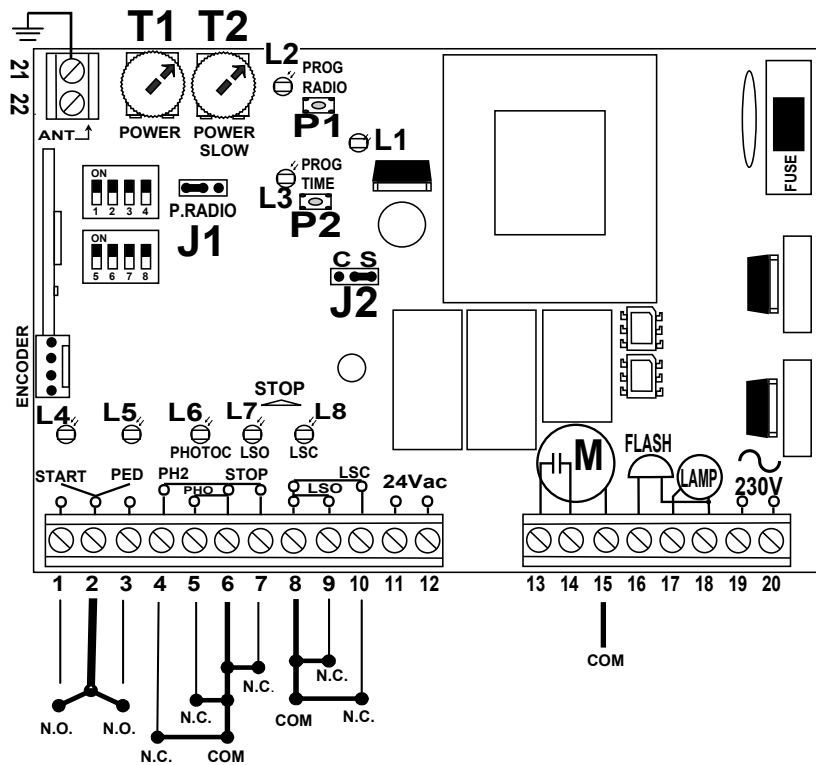 T1 T2
21
22
ANT.
POWER
POWER
SLOW
L2 PROG
RADIO
P1
L1
L3 PROG
TIME
P2
FUSE
ON
1 2 3 4
ON
5 6 7 8
P.RADIO
J1
C S
J2
ENCODER
STOP
L4 L5 L6 L7 L8
PHOTOC LSO LSC
START PED PH2 PHO STOP LSO LSC 24Vac
M FLASH LAMP 230V
1 2 3 4 5 6 7 8 9 10 11 12 13 14 15 16 17 18 19 20
COM
N.C. N.C.
N.O. N.O. N.C. COM N.C.
N.C. COM